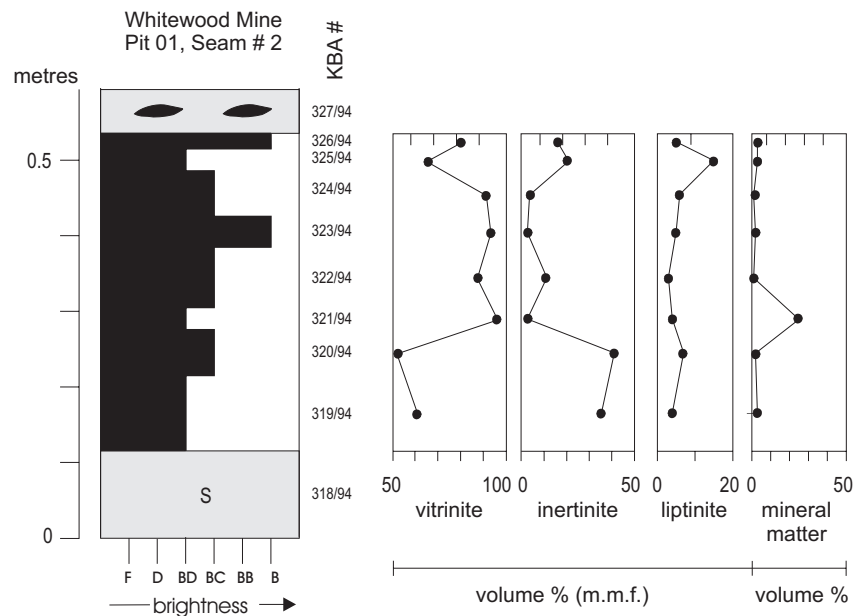 Whitewood Mine
Pit 01, Seam # 2
metres
KBA #
327/94
326/94
0.5
325/94
324/94
323/94
322/94
321/94
320/94
319/94
S
318/94
0
50 100 0 50 0 20 0 50
vitrinite inertinite liptinite mineral
matter
F D BD BC BB B
brightness
volume % (m.m.f.) volume %